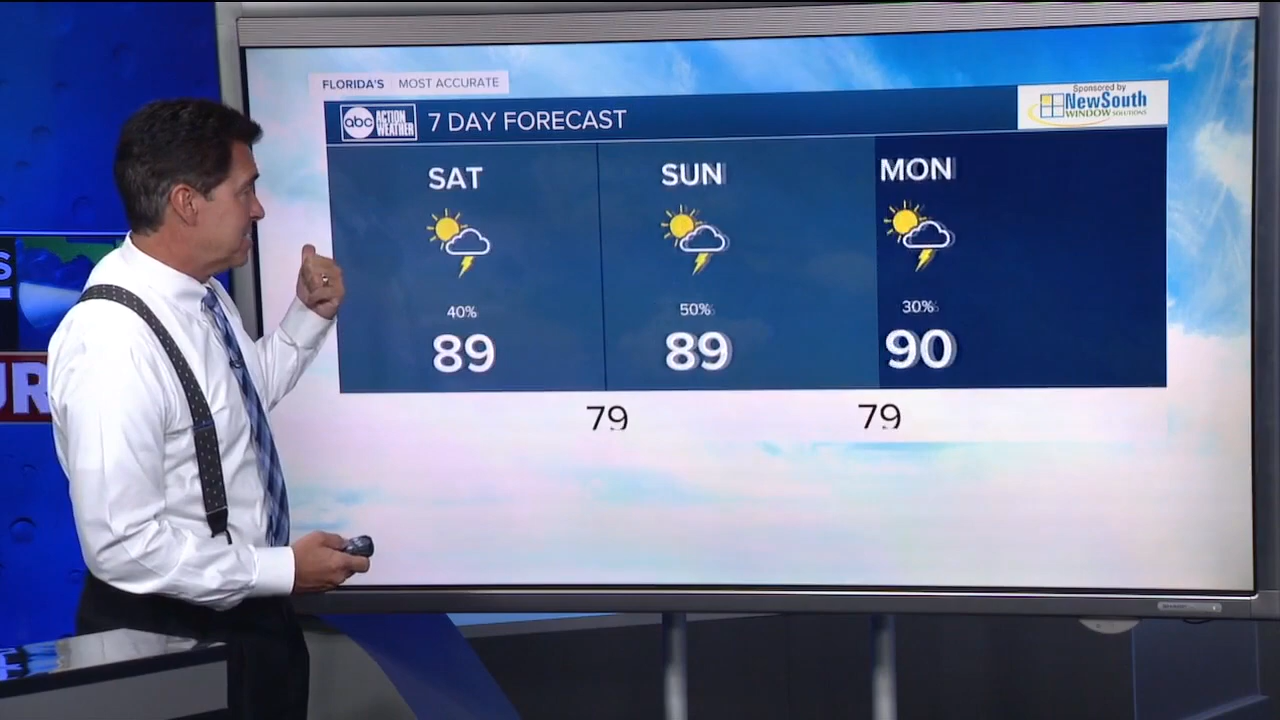 FLORIDA'S MOST ACCURATE
abc ACTION WEATHER 7 DAY FORECAST
Sponsored by
NewSouth
WINDOW SOLUTIONS
SAT SUN MON
40% 50% 30%
89 89 90
79 79
S
UR